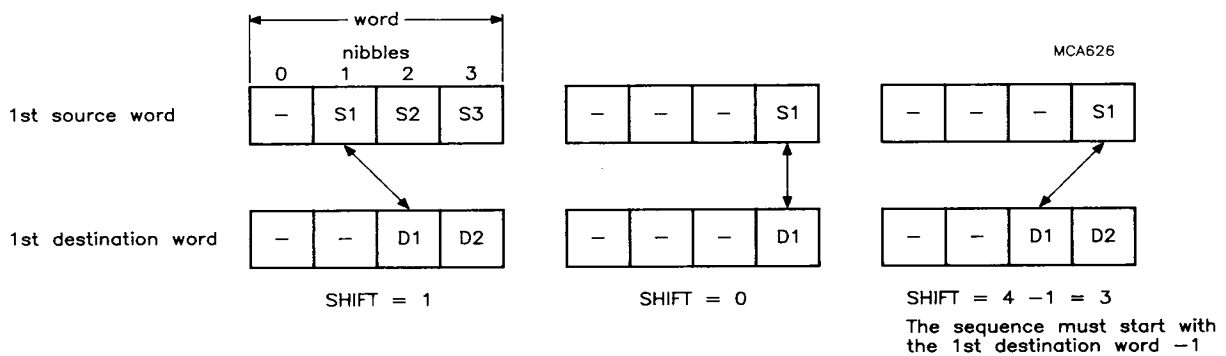 word
nibbles
MCA626
0 1 2 3
1st source word - S1 S2 S3 - - - S1 - - - S1
1st destination word - - D1 D2 - - - D1 - - D1 D2
SHIFT = 1 SHIFT = 0 SHIFT = 4 -1 = 3
The sequence must start with
the 1st destination word -1